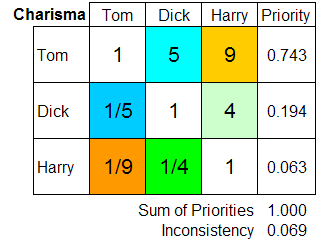 Charisma Tom Dick Harry Priority
Tom 1 5 9 0.743
Dick 1/5 1 4 0.194
Harry 1/9 1/4 1 0.063
Sum of Priorities 1.000
Inconsistency 0.069